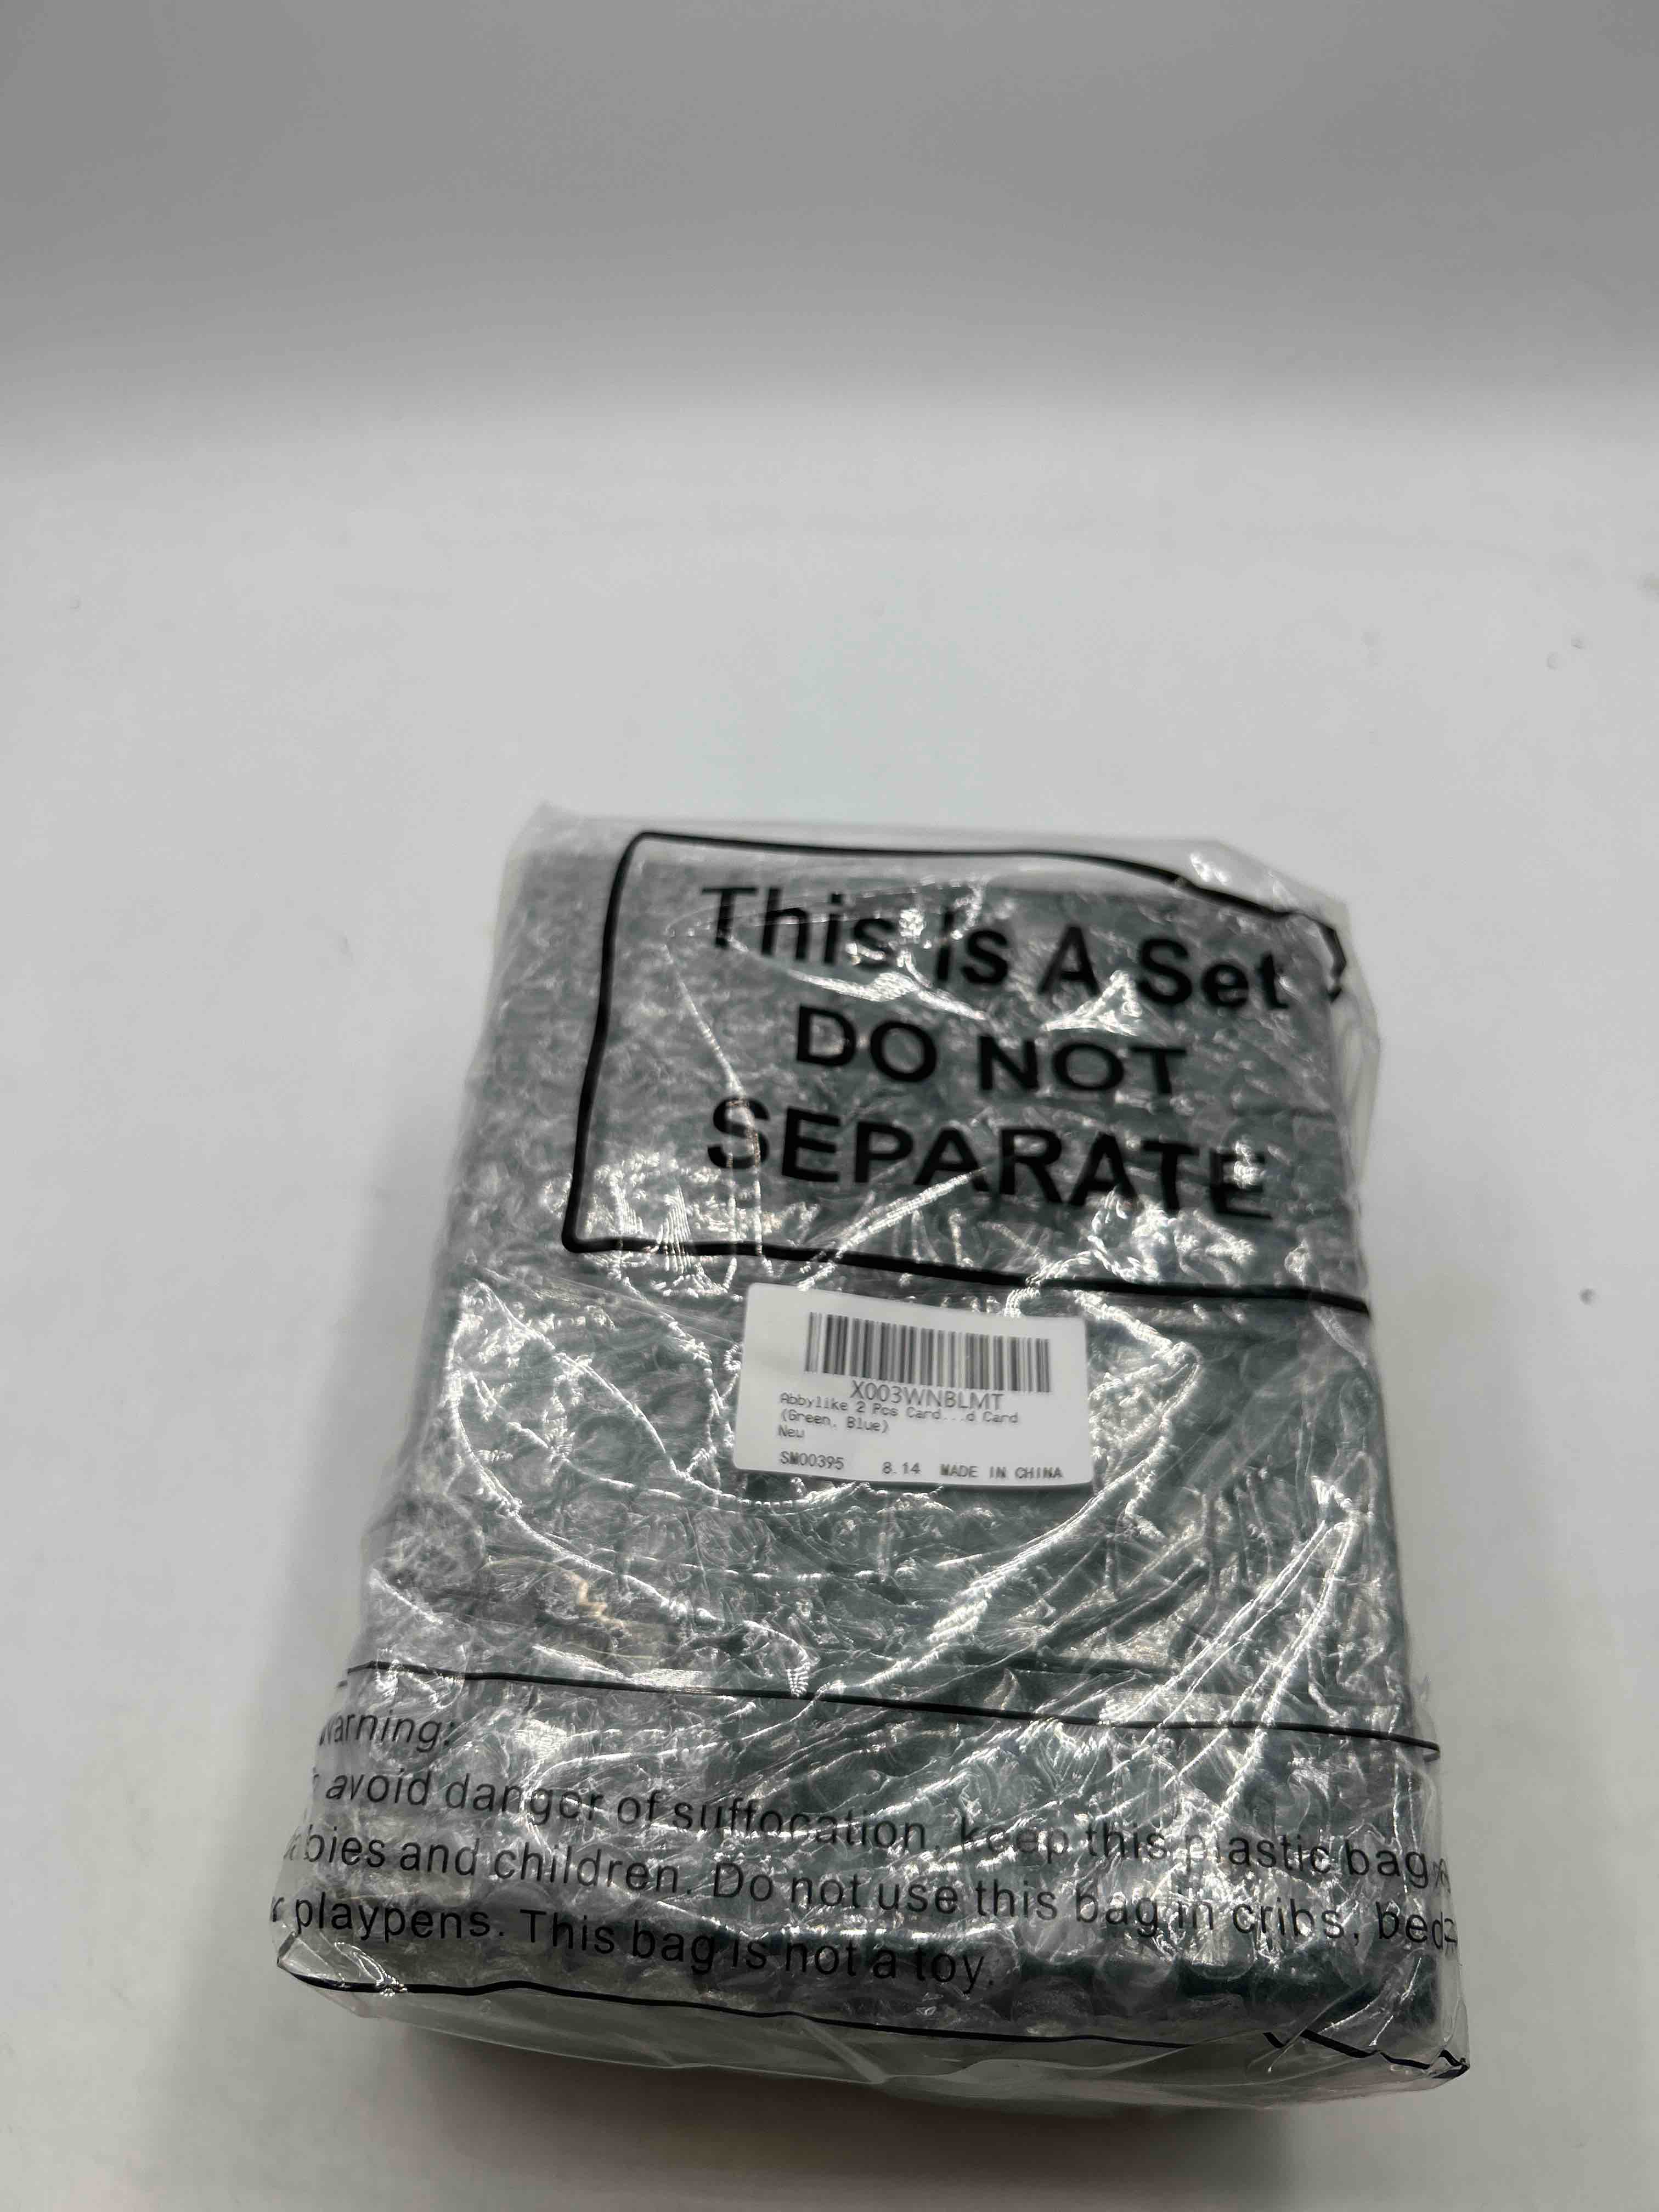 This is A Set
DO NOT
SEPARATE
X003WNBLMT
Abbylike 2 Pcs Card...d Card
(Green, Blue)
New
SM00395 8.14 MADE IN CHINA
warning:
avoid danger of suffocation, keep this plastic bag
abies and children. Do not use this bag in cribs, beds
r playpens. This bag is not a toy.